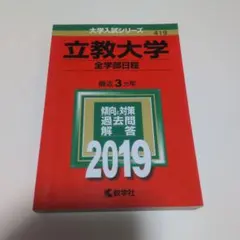 大学入試シリーズ
419
立教大学
全学部日程
最近3カ年
傾向と対策
過去問
解答
2019
教学社